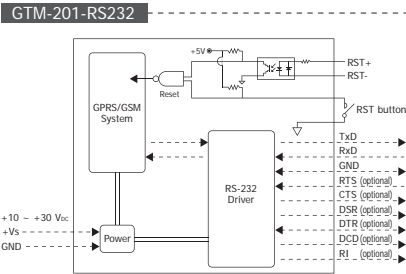 GTM-201-RS232
+5V
RST+
RST-
Reset
GPRS/GSM
System
RST button
TxD
RxD
GND
RTS (optional)
CTS (optional)
DSR (optional)
DTR (optional)
DCD (optional)
RI (optional)
RS-232
Driver
+10 ~ +30 VDC
+Vs
GND
Power